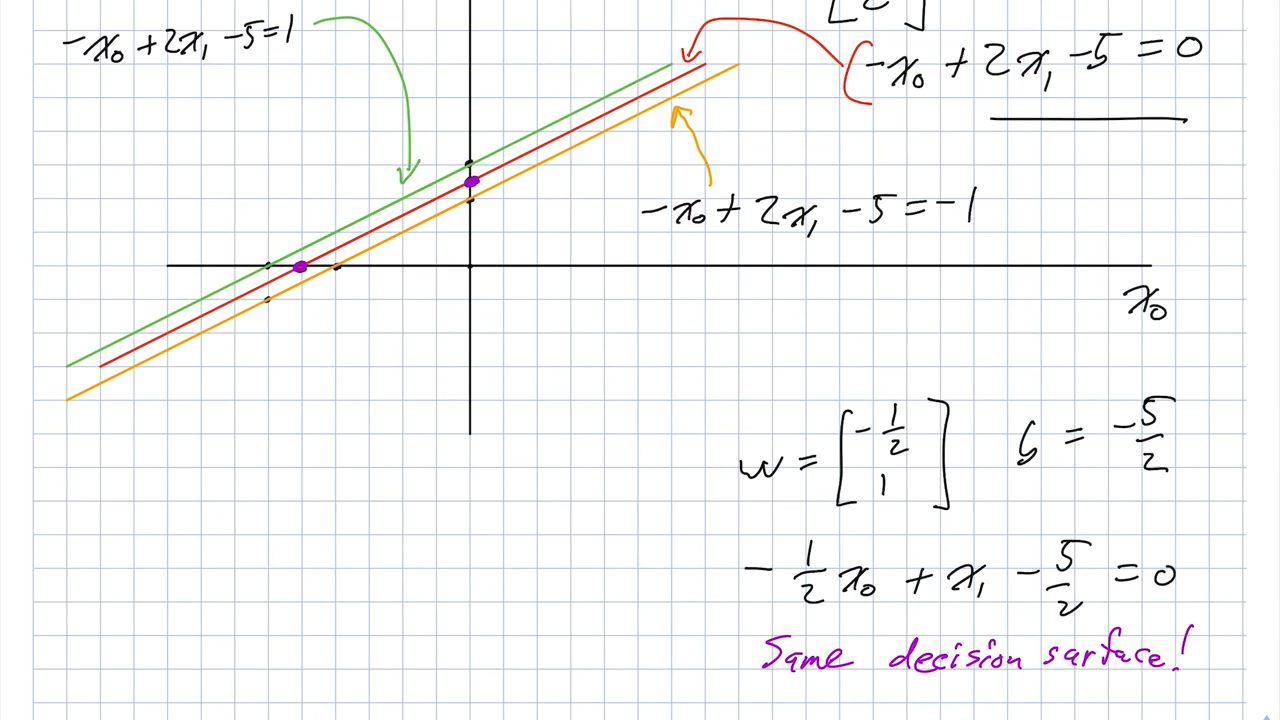 -x₀ + 2x₁ - 5 = 1
-x₀ + 2x₁ - 5 = 0
-x₀ + 2x₁ - 5 = -1
x₀
w = [-1/2 1] b = -5/2
-1/2 x₀ + x₁ - 5/2 = 0
Same decision surface!